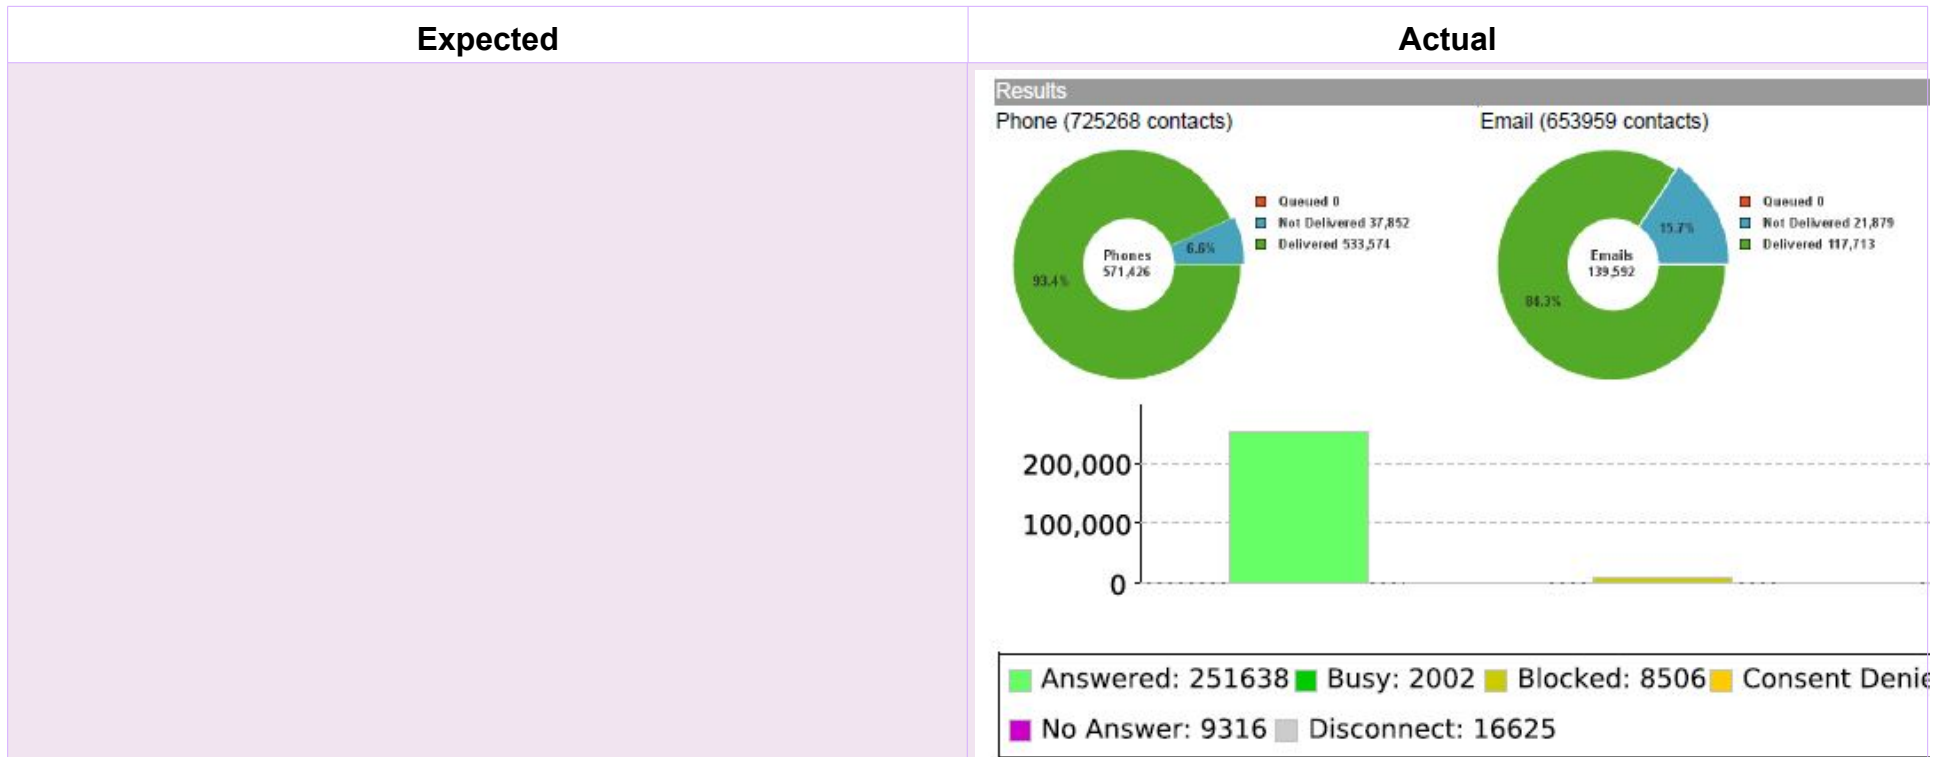 Expected
Actual
Results
Phone (725268 contacts)
Email (653959 contacts)
Queued 0
Not Delivered 37,852
Delivered 533,574
Phones
571,426
6.6%
93.4%
Queued 0
Not Delivered 21,879
Delivered 117,713
Emails
139,592
15.7%
84.3%
200,000
100,000
0
Answered: 251638 Busy: 2002 Blocked: 8506 Consent Denie
No Answer: 9316 Disconnect: 16625